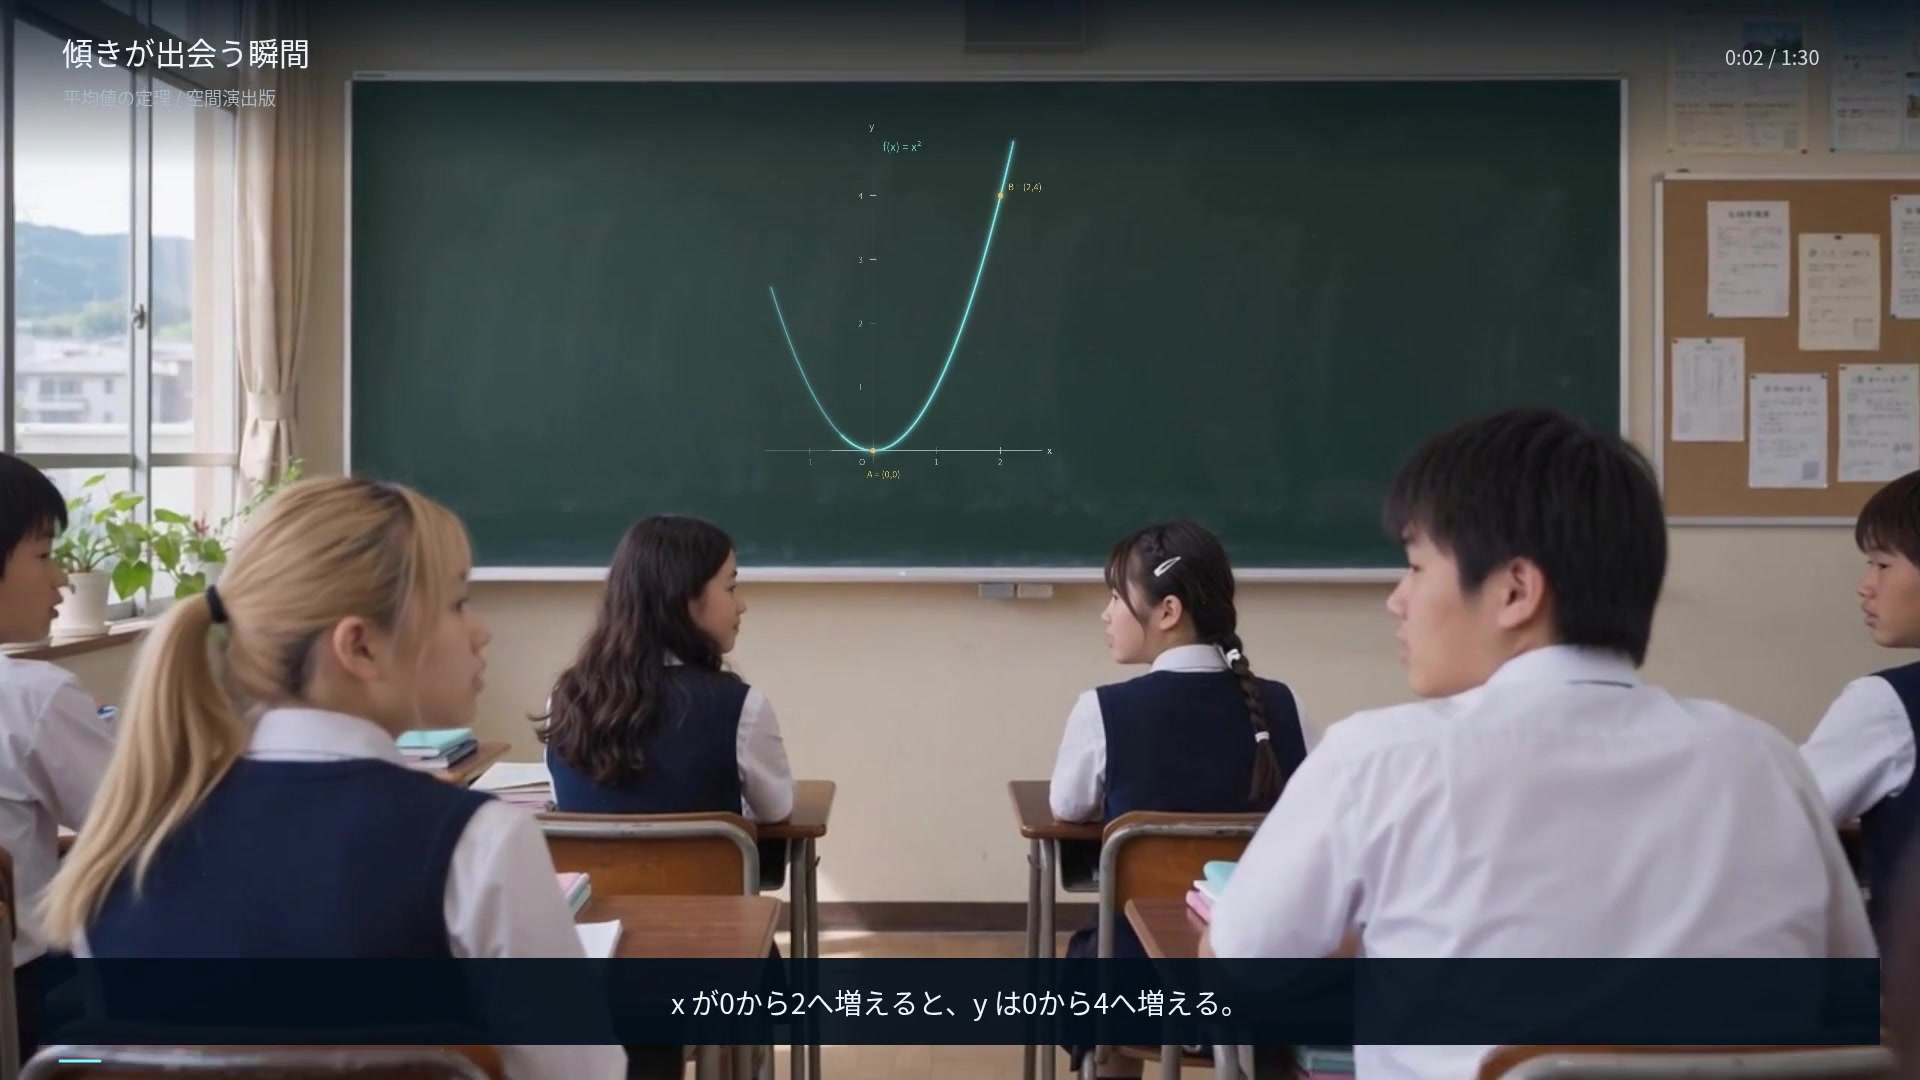 傾きが出会う瞬間
平均値の定理 / 空間演出版
0:02 / 1:30
y
f(x) = x²
B = (2,4)
4
3
2
1
1
O
1
2
x
A = (0,0)
x が0から2へ増えると、y は0から4へ増える。